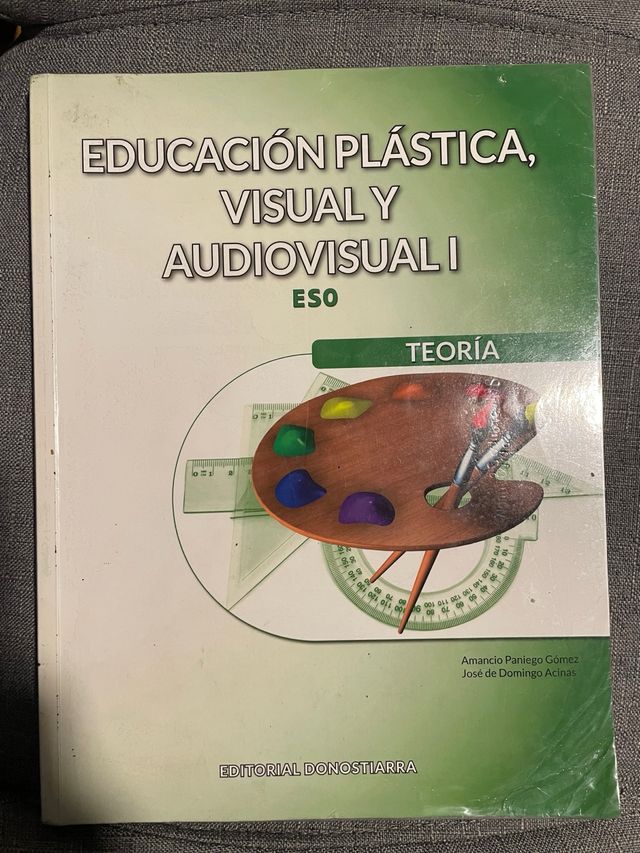 EDUCACIÓN PLÁSTICA,
VISUAL Y
AUDIOVISUAL I
ESO
TEORÍA
Amancio Paniego Gómez
José de Domingo Acinas
EDITORIAL DONOSTIARRA